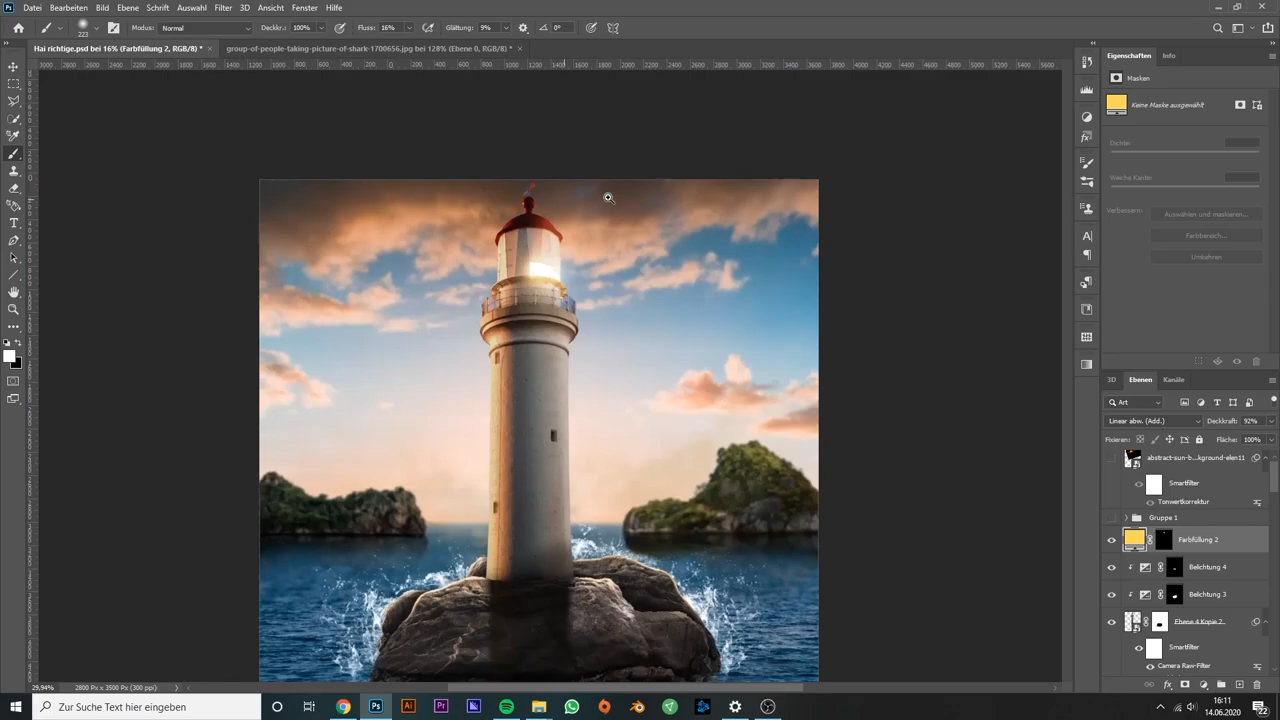 Datei Bearbeiten Bild Ebene Schrift Auswahl Filter 3D Ansicht Fenster Hilfe
223 Modus: Normal Deckkr.: 100% Fluss: 16% Glättung: 9% 0°
Hai richtige.psd bei 16% (Farbfüllung 2, RGB/8) * × group-of-people-taking-picture-of-shark-1700656.jpg bei 128% (Ebene 0, RGB/8) * ×
Eigenschaften Info
Masken
Keine Maske ausgewählt
Dichte:
Weiche Kante:
Verbessern: Auswählen und maskieren...
Farbbereich...
Umkehren
3D Ebenen Kanäle
Art
Linear abw. (Add.) Deckkraft: 92%
Fixieren: Fläche: 100%
abstract-sun-b...kground-elen11
Smartfilter
Tonwertkorrektur
Gruppe 1
Farbfüllung 2
Belichtung 4
Belichtung 3
Ebene 4 Kopie 2
Smartfilter
Camera Raw-Filter
29,94% 2800 Px x 3500 Px (300 ppi)
Zur Suche Text hier eingeben
16:11
14.06.2020